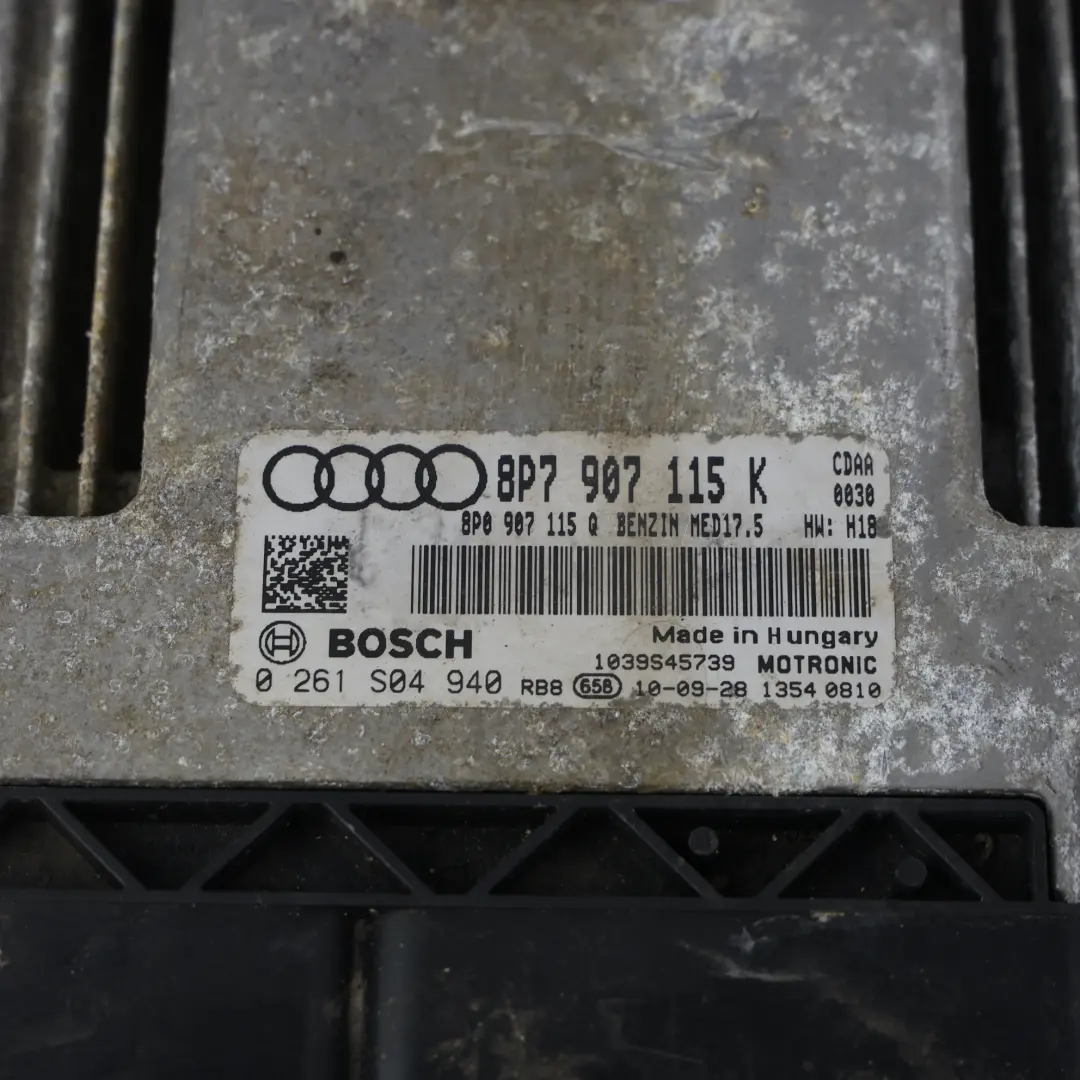 8P7 907 115 K
CDAA
0030
8P0 907 115 Q BENZIN MED17.5 HW: H18
BOSCH
Made in Hungary
1039S45739 MOTRONIC
0 261 S04 940 RB8 658 10-09-28 1354 0810